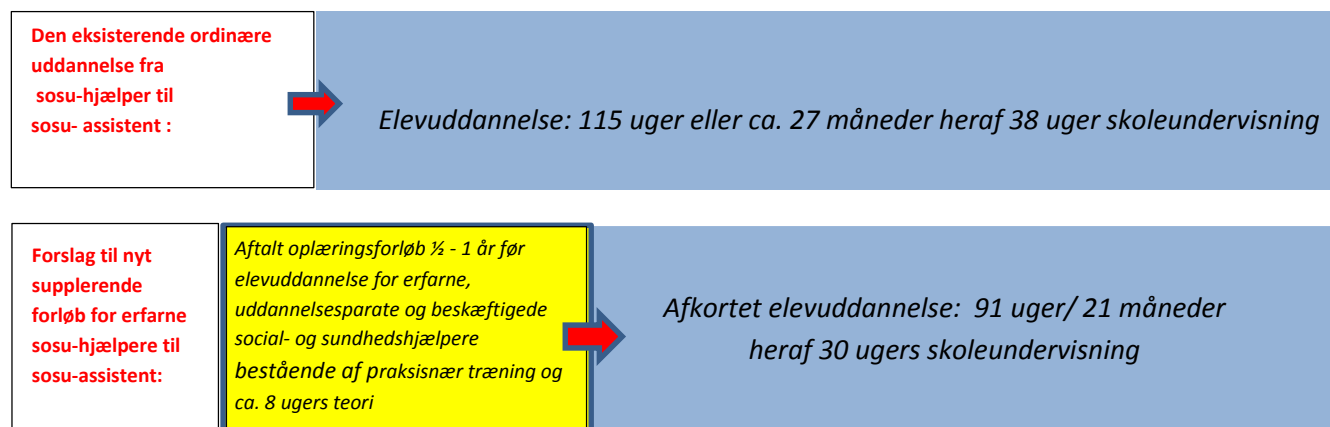 Den eksisterende ordinære
uddannelse fra
sosu-hjælper til
sosu- assistent :
Elevuddannelse: 115 uger eller ca. 27 måneder heraf 38 uger skoleundervisning
Forslag til nyt
supplerende
forløb for erfarne
sosu-hjælpere til
sosu-assistent:
Aftalt oplæringsforløb ½ - 1 år før
elevuddannelse for erfarne,
uddannelsesparate og beskæftigede
social- og sundhedshjælpere
bestående af praksisnær træning og
ca. 8 ugers teori
Afkortet elevuddannelse: 91 uger/ 21 måneder
heraf 30 ugers skoleundervisning